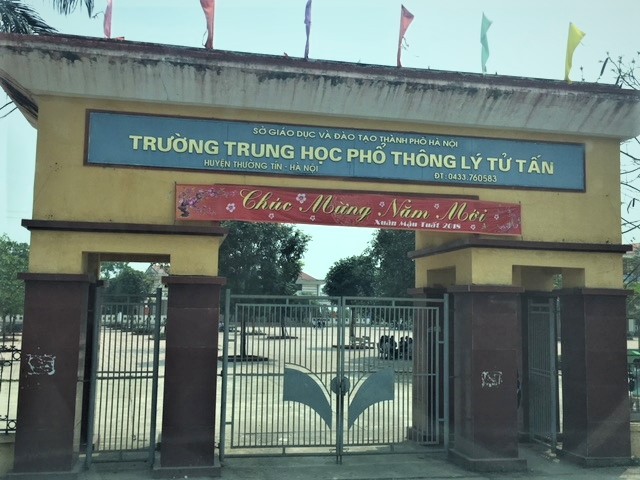 SỞ GIÁO DỤC VÀ ĐÀO TẠO THÀNH PHỐ HÀ NỘI
TRƯỜNG TRUNG HỌC PHỔ THÔNG LÝ TỬ TẤN
HUYỆN THƯỜNG TÍN - HÀ NỘI ĐT: 0433.760583
Chúc Mừng Năm Mới
Xuân Mậu Tuất 2018